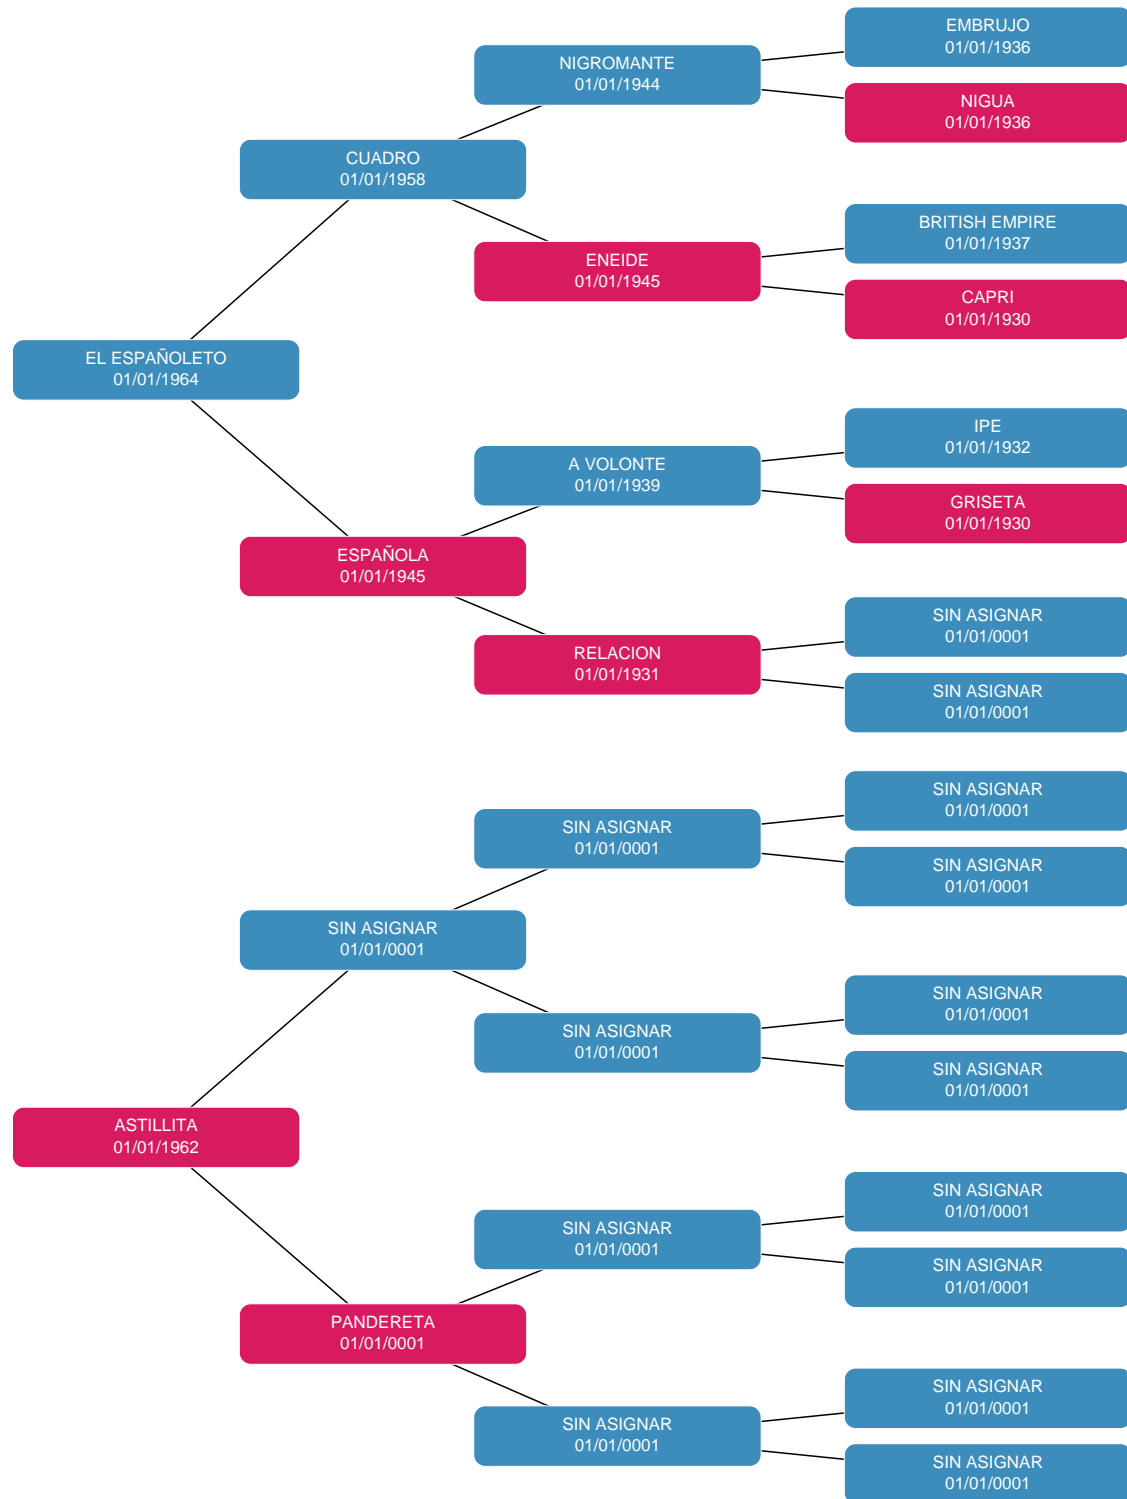 EMBRUJO
01/01/1936
NIGROMANTE
01/01/1944
NIGUA
01/01/1936
CUADRO
01/01/1958
BRITISH EMPIRE
01/01/1937
ENEIDE
01/01/1945
CAPRI
01/01/1930
EL ESPAÑOLETO
01/01/1964
IPE
01/01/1932
A VOLONTE
01/01/1939
GRISETA
01/01/1930
ESPAÑOLA
01/01/1945
SIN ASIGNAR
01/01/0001
RELACION
01/01/1931
SIN ASIGNAR
01/01/0001
SIN ASIGNAR
01/01/0001
SIN ASIGNAR
01/01/0001
SIN ASIGNAR
01/01/0001
SIN ASIGNAR
01/01/0001
SIN ASIGNAR
01/01/0001
SIN ASIGNAR
01/01/0001
SIN ASIGNAR
01/01/0001
ASTILLITA
01/01/1962
SIN ASIGNAR
01/01/0001
SIN ASIGNAR
01/01/0001
SIN ASIGNAR
01/01/0001
PANDERETA
01/01/0001
SIN ASIGNAR
01/01/0001
SIN ASIGNAR
01/01/0001
SIN ASIGNAR
01/01/0001